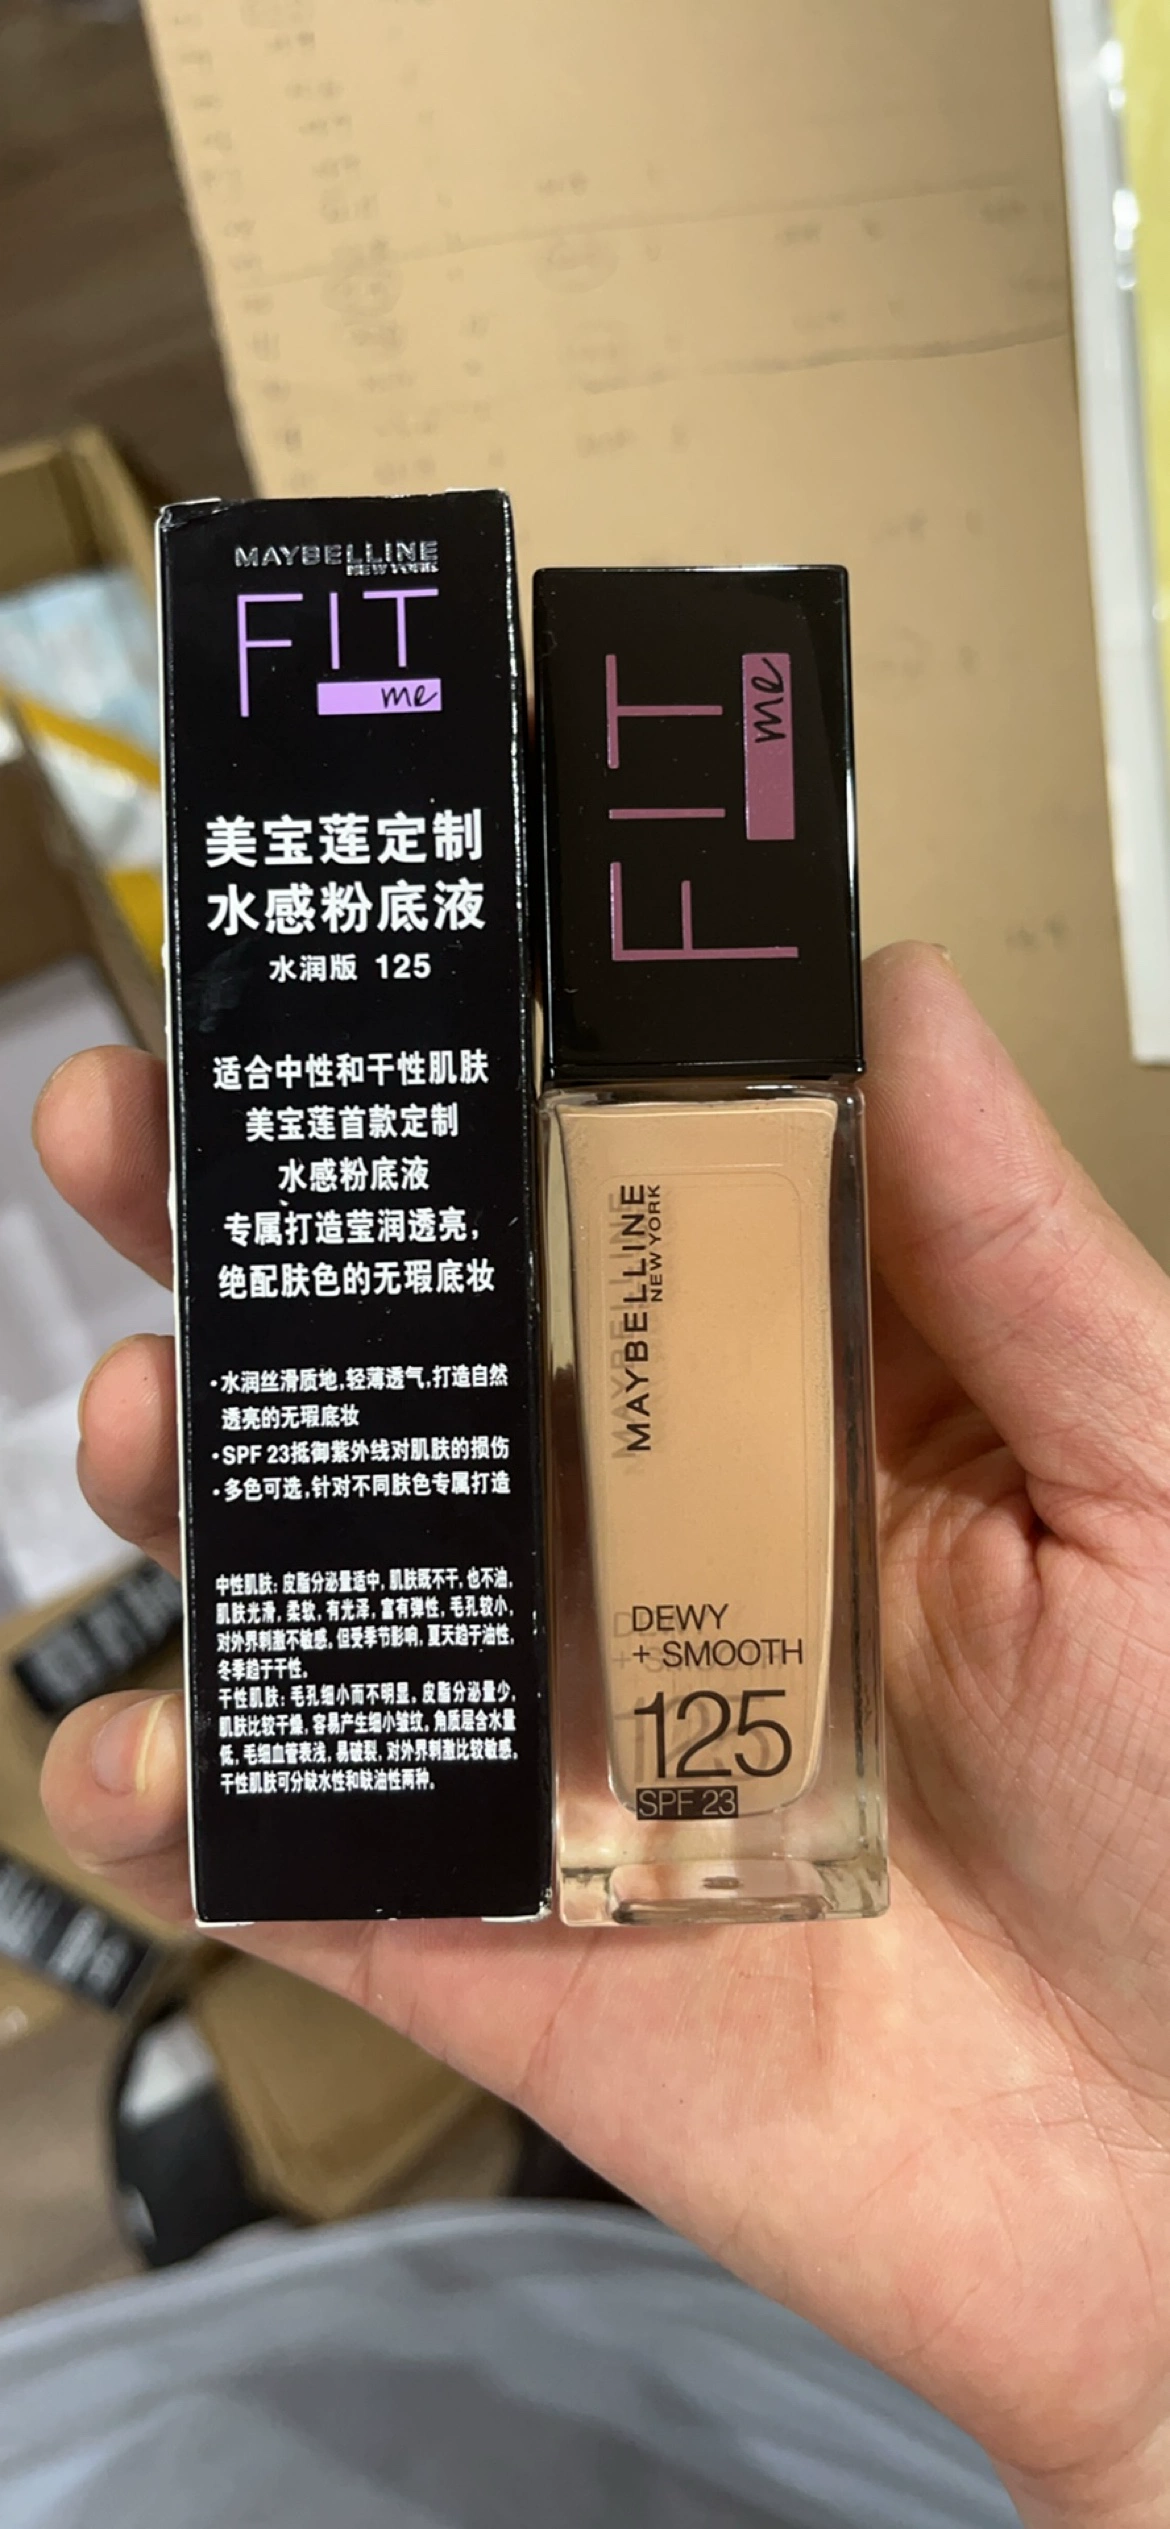 MAYBELLINE
NEW YORK
FIT
me
美宝莲定制
水感粉底液
水润版 125
适合中性和干性肌肤
美宝莲首款定制
水感粉底液
专属打造莹润透亮,
绝配肤色的无瑕底妆
·水润丝滑质地,轻薄透气,打造自然
透亮的无瑕底妆
·SPF 23抵御紫外线对肌肤的损伤
·多色可选,针对不同肤色专属打造
中性肌肤: 皮脂分泌量适中, 肌肤既不干, 也不油,
肌肤光滑, 柔软, 有光泽, 富有弹性, 毛孔较小,
对外界刺激不敏感, 但受季节影响, 夏天趋于油性,
冬季趋于干性。
干性肌肤: 毛孔细小而不明显, 皮脂分泌量少,
肌肤比较干燥, 容易产生细小皱纹, 角质层含水量
低, 毛细血管表浅, 易破裂, 对外界刺激比较敏感。
干性肌肤可分缺水性和缺油性两种。
FIT
me
MAYBELLINE
NEW YORK
DEWY
+ SMOOTH
125
SPF 23